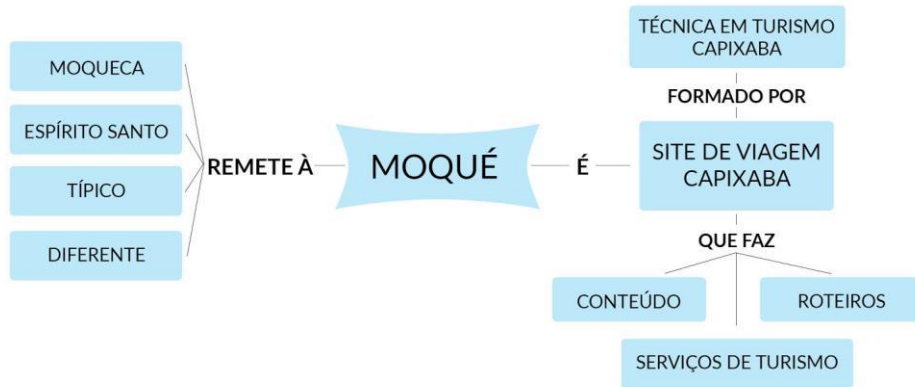 MOQUECA
ESPÍRITO SANTO
TÍPICO
DIFERENTE
REMETE À
MOQUÉ
É
TÉCNICA EM TURISMO
CAPIXABA
FORMADO POR
SITE DE VIAGEM
CAPIXABA
QUE FAZ
CONTEÚDO
ROTEIROS
SERVIÇOS DE TURISMO